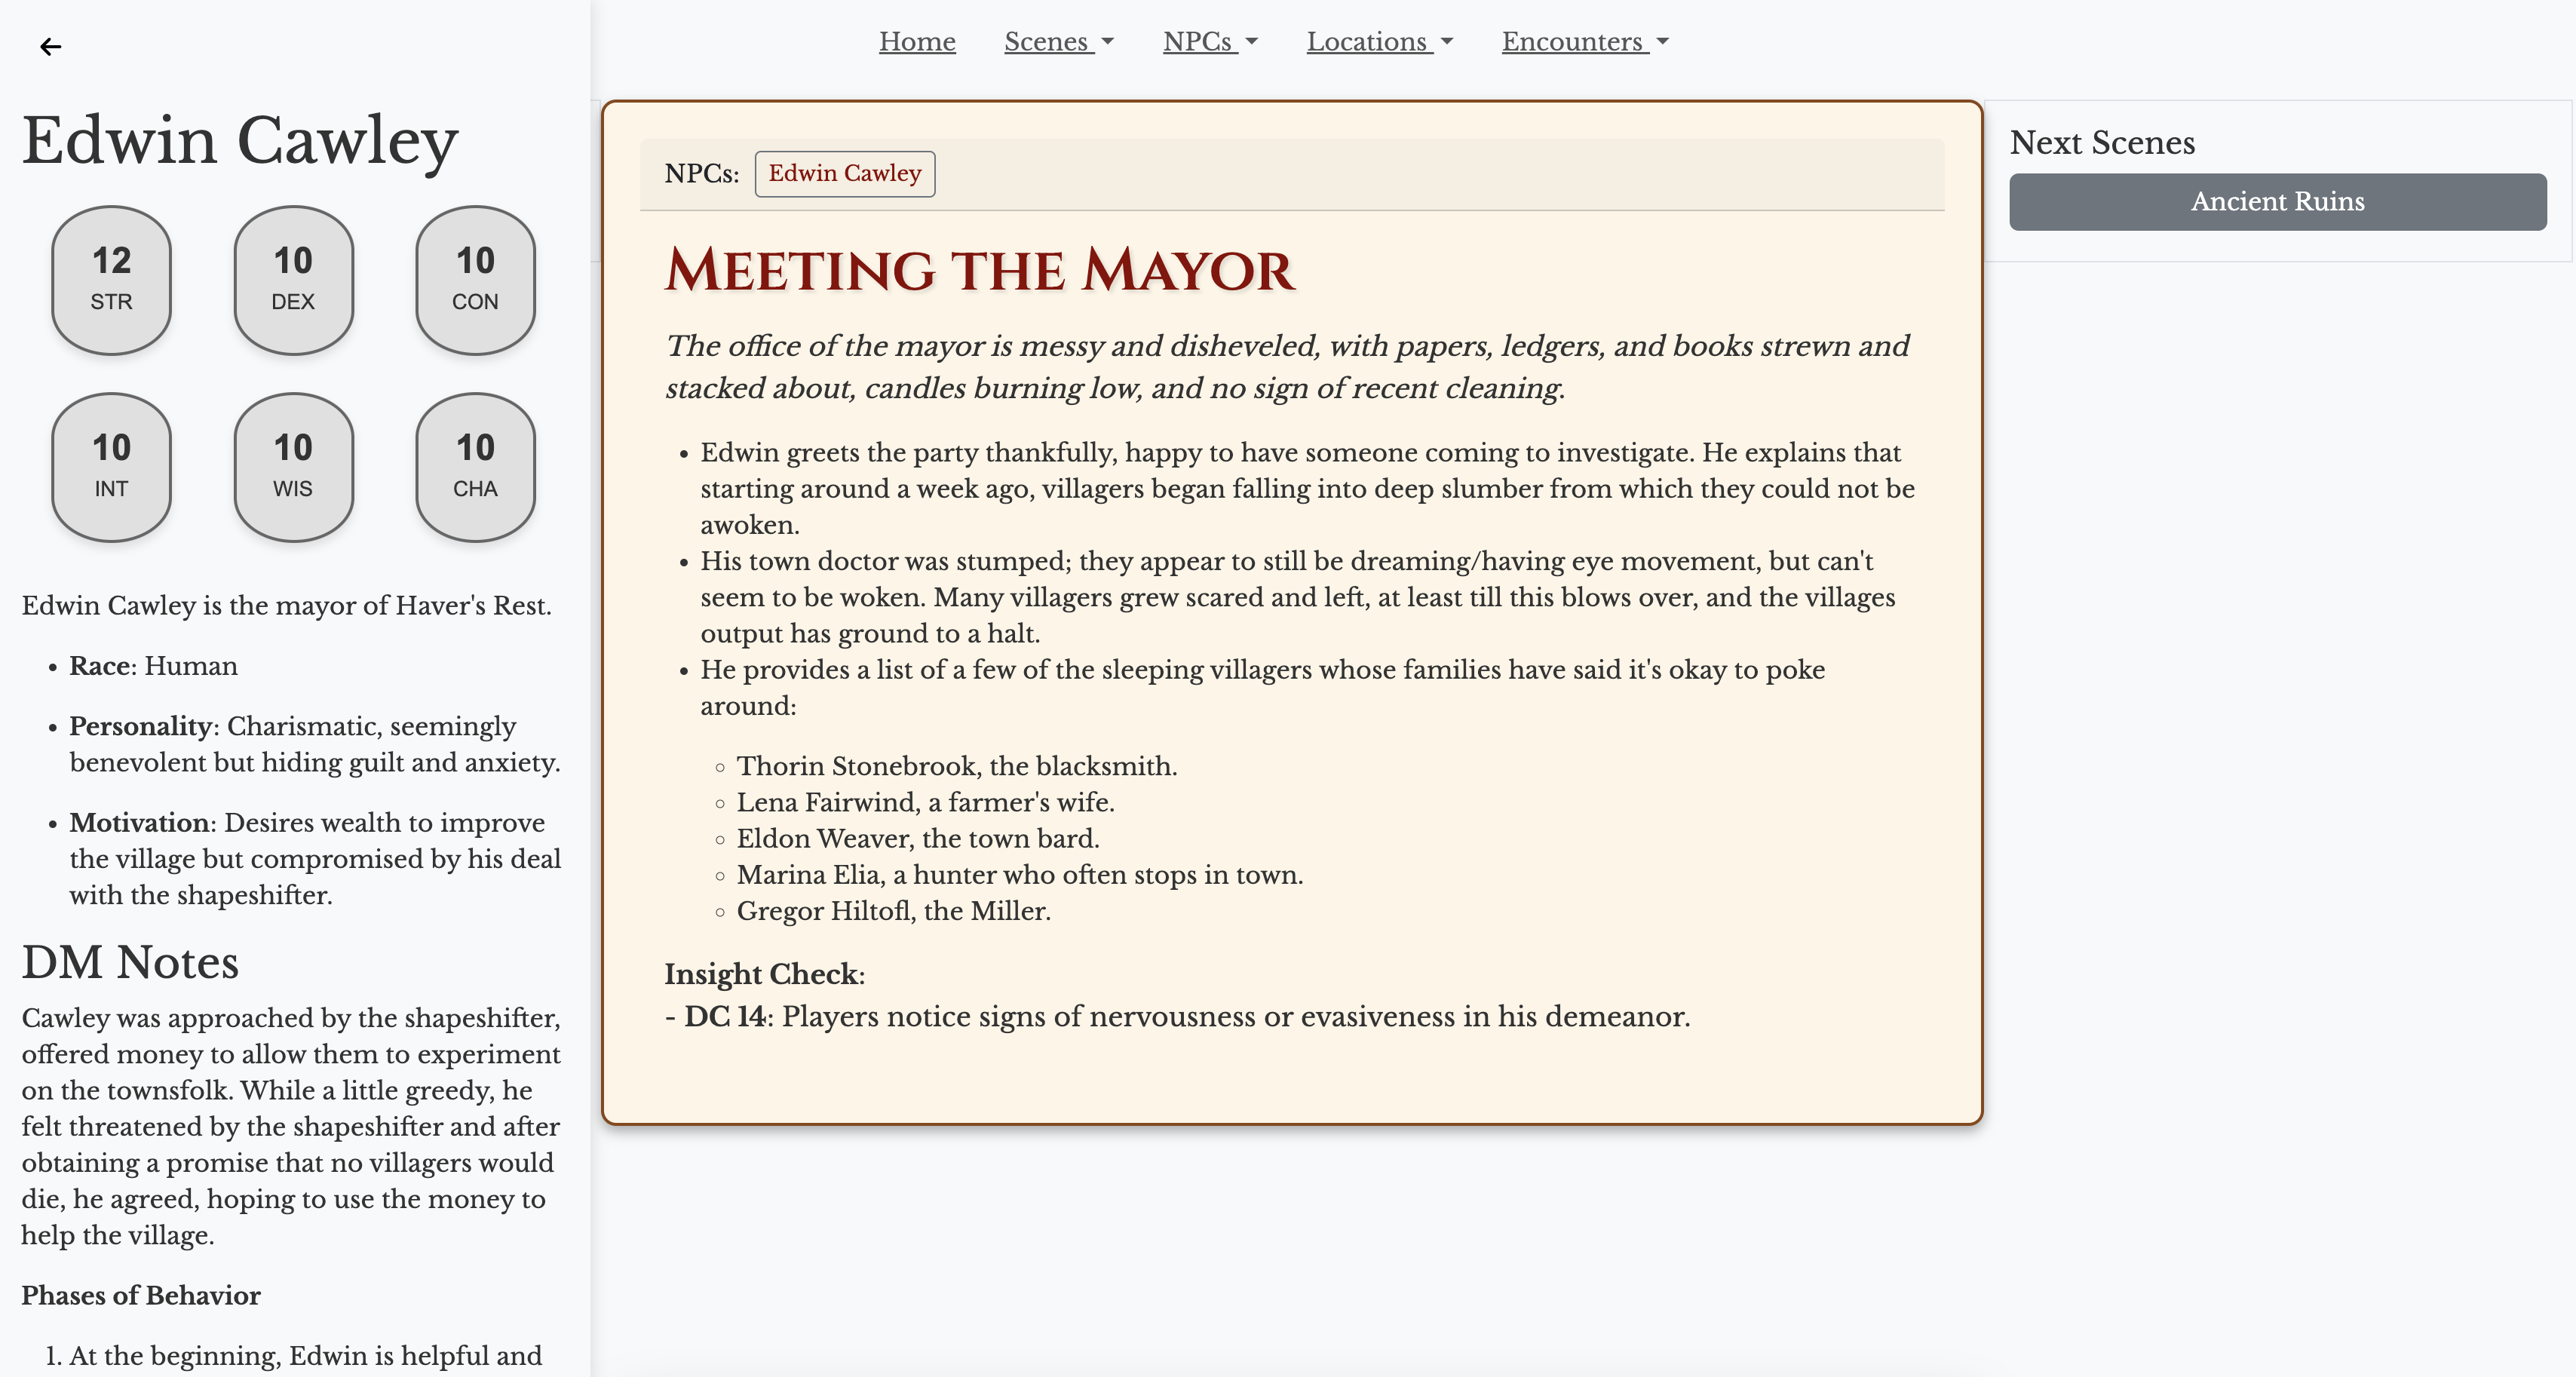 Home Scenes NPCs Locations Encounters
Edwin Cawley
12
STR
10
DEX
10
CON
10
INT
10
WIS
10
CHA
Edwin Cawley is the mayor of Haver's Rest.
• Race: Human
• Personality: Charismatic, seemingly
benevolent but hiding guilt and anxiety.
• Motivation: Desires wealth to improve
the village but compromised by his deal
with the shapeshifter.
DM Notes
Cawley was approached by the shapeshifter,
offered money to allow them to experiment
on the townsfolk. While a little greedy, he
felt threatened by the shapeshifter and after
obtaining a promise that no villagers would
die, he agreed, hoping to use the money to
help the village.
Phases of Behavior
1. At the beginning, Edwin is helpful and
NPCs: Edwin Cawley
Meeting the Mayor
The office of the mayor is messy and disheveled, with papers, ledgers, and books strewn and
stacked about, candles burning low, and no sign of recent cleaning.
• Edwin greets the party thankfully, happy to have someone coming to investigate. He explains that
starting around a week ago, villagers began falling into deep slumber from which they could not be
awoken.
• His town doctor was stumped; they appear to still be dreaming/having eye movement, but can't
seem to be woken. Many villagers grew scared and left, at least till this blows over, and the villages
output has ground to a halt.
• He provides a list of a few of the sleeping villagers whose families have said it's okay to poke
around:
◦ Thorin Stonebrook, the blacksmith.
◦ Lena Fairwind, a farmer's wife.
◦ Eldon Weaver, the town bard.
◦ Marina Elia, a hunter who often stops in town.
◦ Gregor Hiltofl, the Miller.
Insight Check:
- DC 14: Players notice signs of nervousness or evasiveness in his demeanor.
Next Scenes
Ancient Ruins